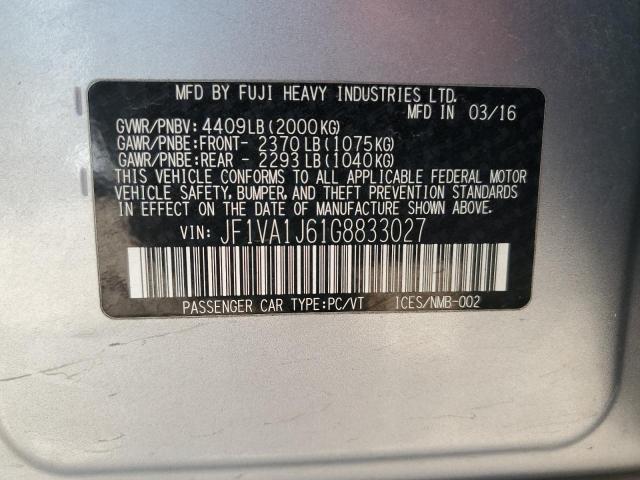 MFD BY FUJI HEAVY INDUSTRIES LTD.
MFD IN 03/16
GVWR/PNBV: 4409LB(2000KG)
GAWR/PNBE:FRONT- 2370LB(1075KG)
GAWR/PNBE:REAR - 2293LB(1040KG)
THIS VEHICLE CONFORMS TO ALL APPLICABLE FEDERAL MOTOR
VEHICLE SAFETY, BUMPER, AND THEFT PREVENTION STANDARDS
IN EFFECT ON THE DATE OF MANUFACTURE SHOWN ABOVE.
VIN: JF1VA1J61G8833027
PASSENGER CAR TYPE:PC/VT ICES/NMB-002